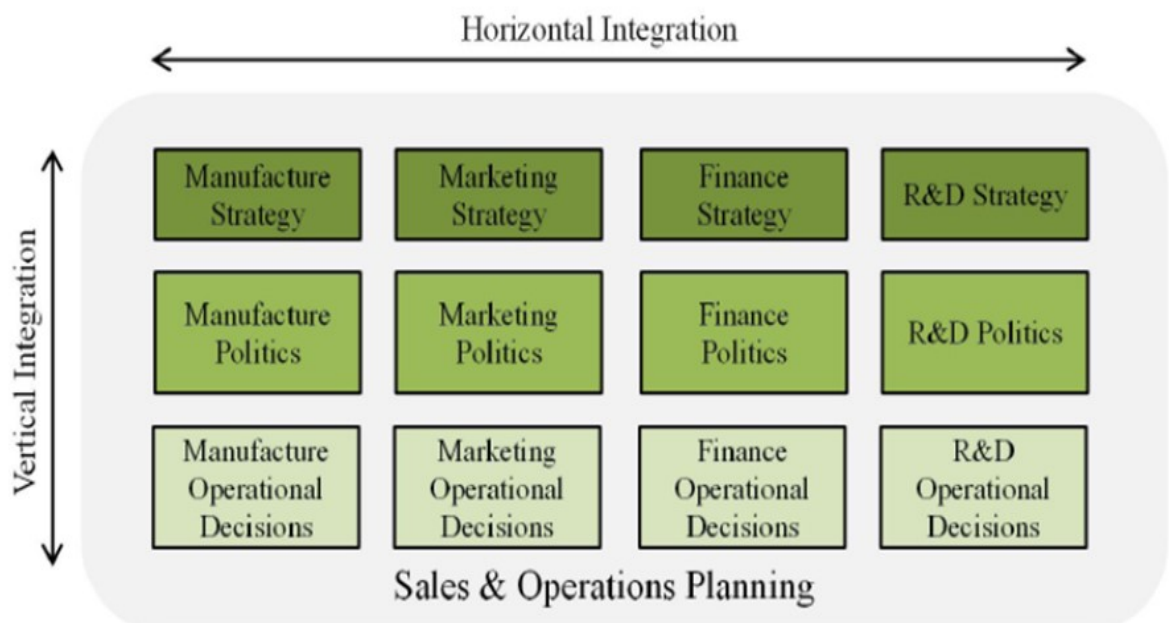 Horizontal Integration
Vertical Integration
Manufacture
Strategy
Marketing
Strategy
Finance
Strategy
R&D Strategy
Manufacture
Politics
Marketing
Politics
Finance
Politics
R&D Politics
Manufacture
Operational
Decisions
Marketing
Operational
Decisions
Finance
Operational
Decisions
R&D
Operational
Decisions
Sales & Operations Planning